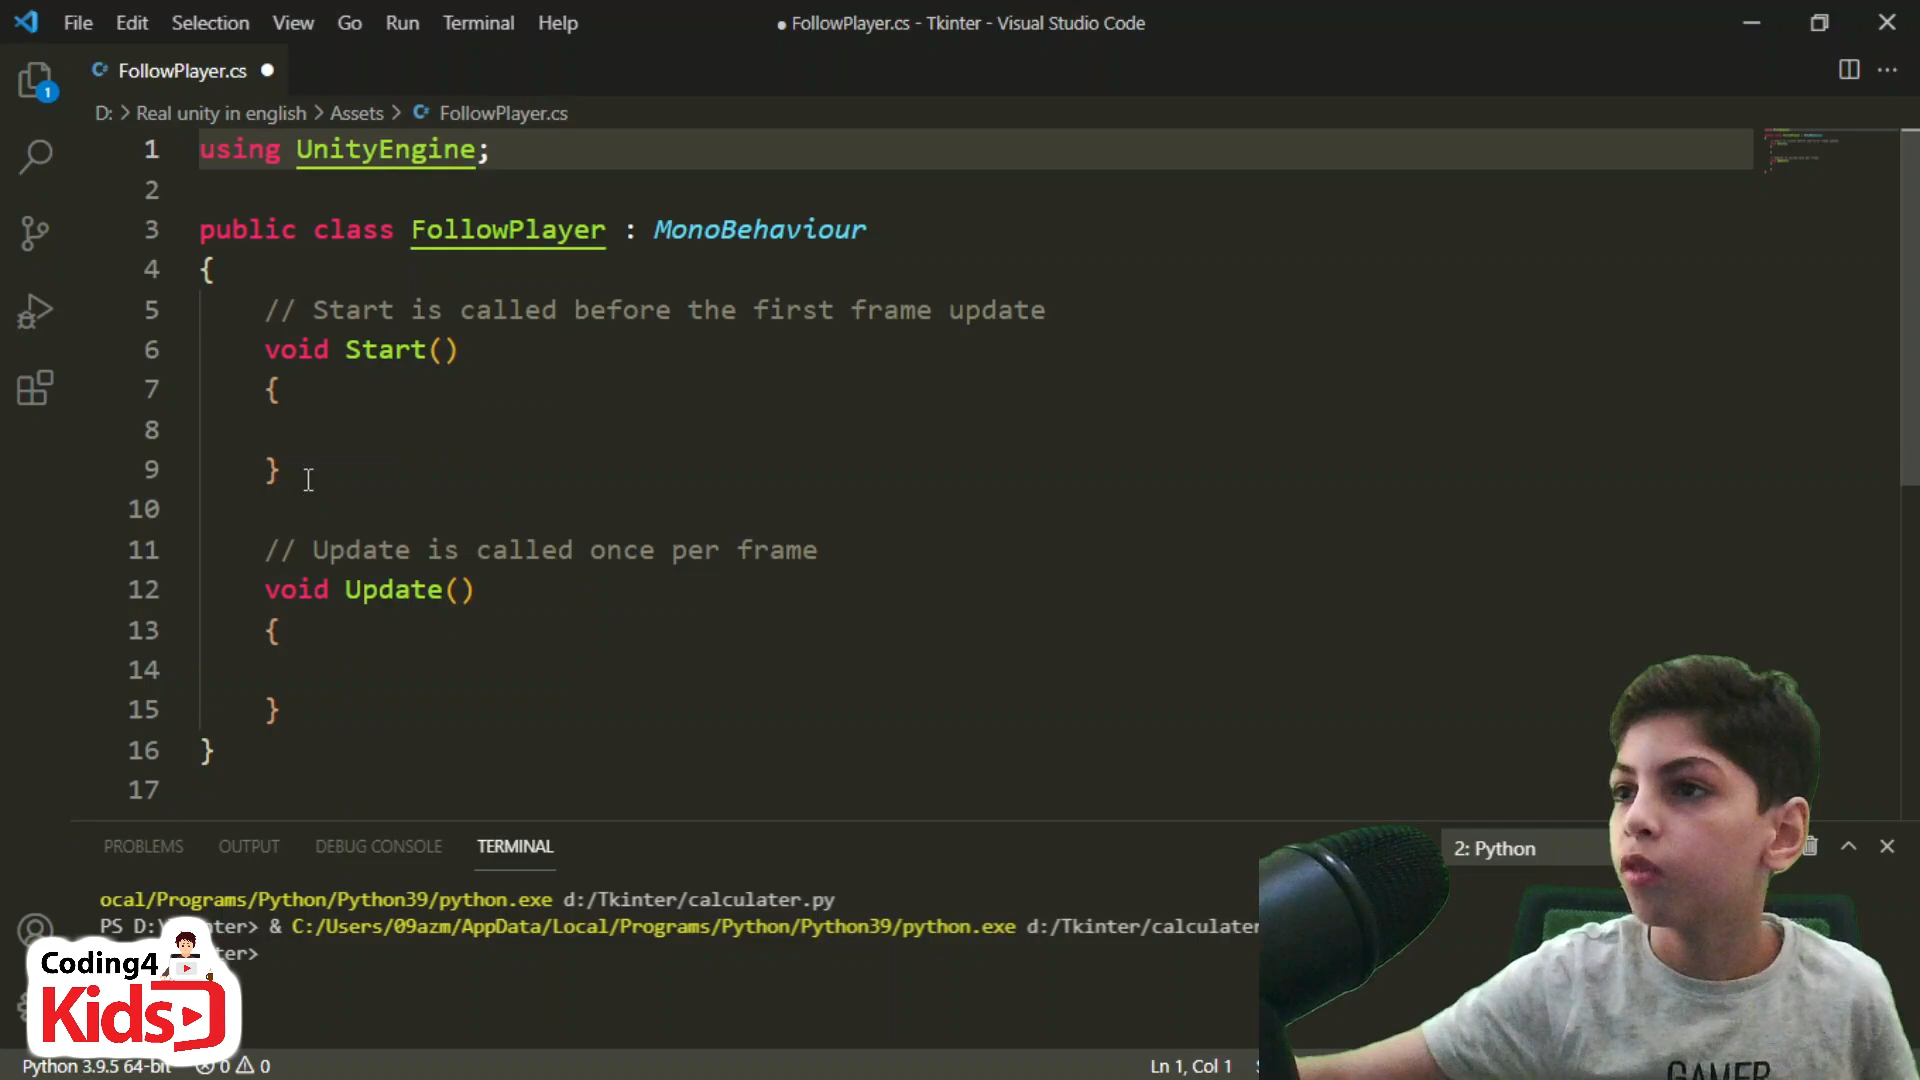 File Edit Selection View Go Run Terminal Help ● FollowPlayer.cs - Tkinter - Visual Studio Code
FollowPlayer.cs ●
1
D: > Real unity in english > Assets > FollowPlayer.cs
1 using UnityEngine;
2
3 public class FollowPlayer : MonoBehaviour
4 {
5 // Start is called before the first frame update
6 void Start()
7 {
8
9 }
10
11 // Update is called once per frame
12 void Update()
13 {
14
15 }
16 }
17
PROBLEMS OUTPUT DEBUG CONSOLE TERMINAL 2: Python
ocal/Programs/Python/Python39/python.exe d:/Tkinter/calculater.py
PS D:\ nter> & C:/Users/09azm/AppData/Local/Programs/Python/Python39/python.exe d:/Tkinter/calculater
ter>
Coding4
Kids
GAMER
Python 3.9.5 64-bit 0 0 Ln 1, Col 1